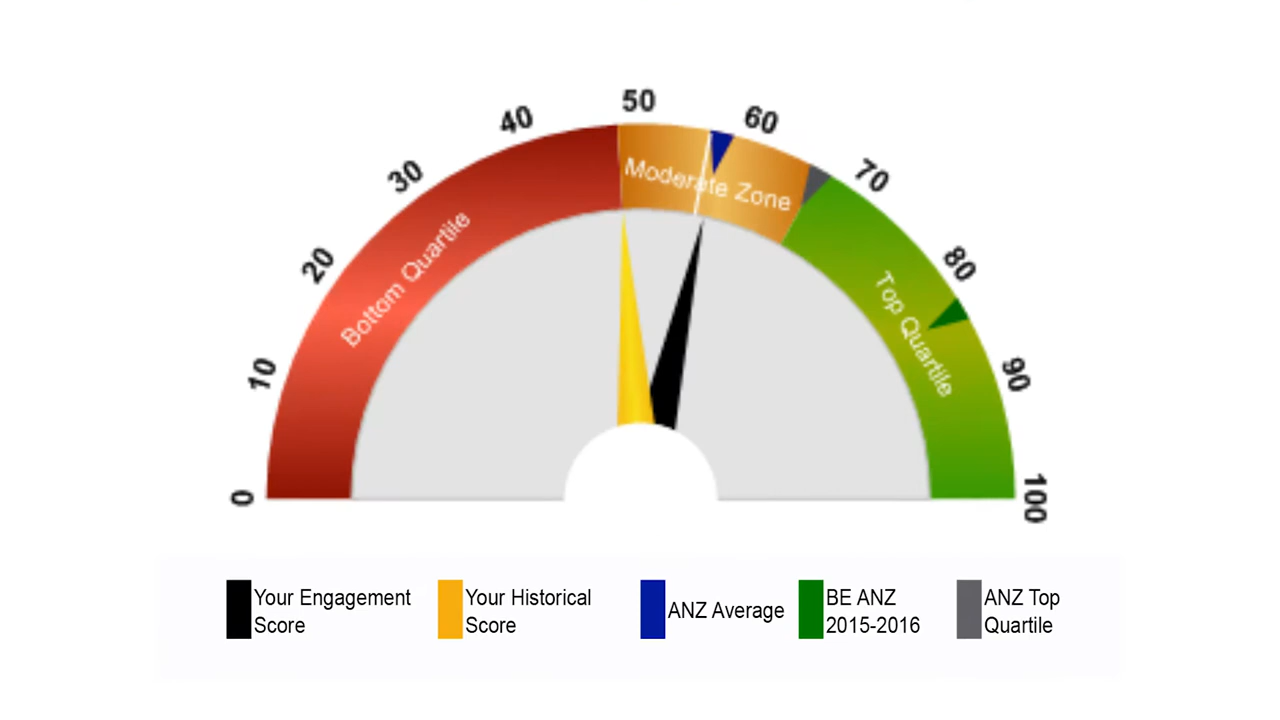 0
10
20
30
40
50
60
70
80
90
100
Bottom Quartile
Moderate Zone
Top Quartile
Your Engagement
Score
Your Historical
Score
ANZ Average
BE ANZ
2015-2016
ANZ Top
Quartile